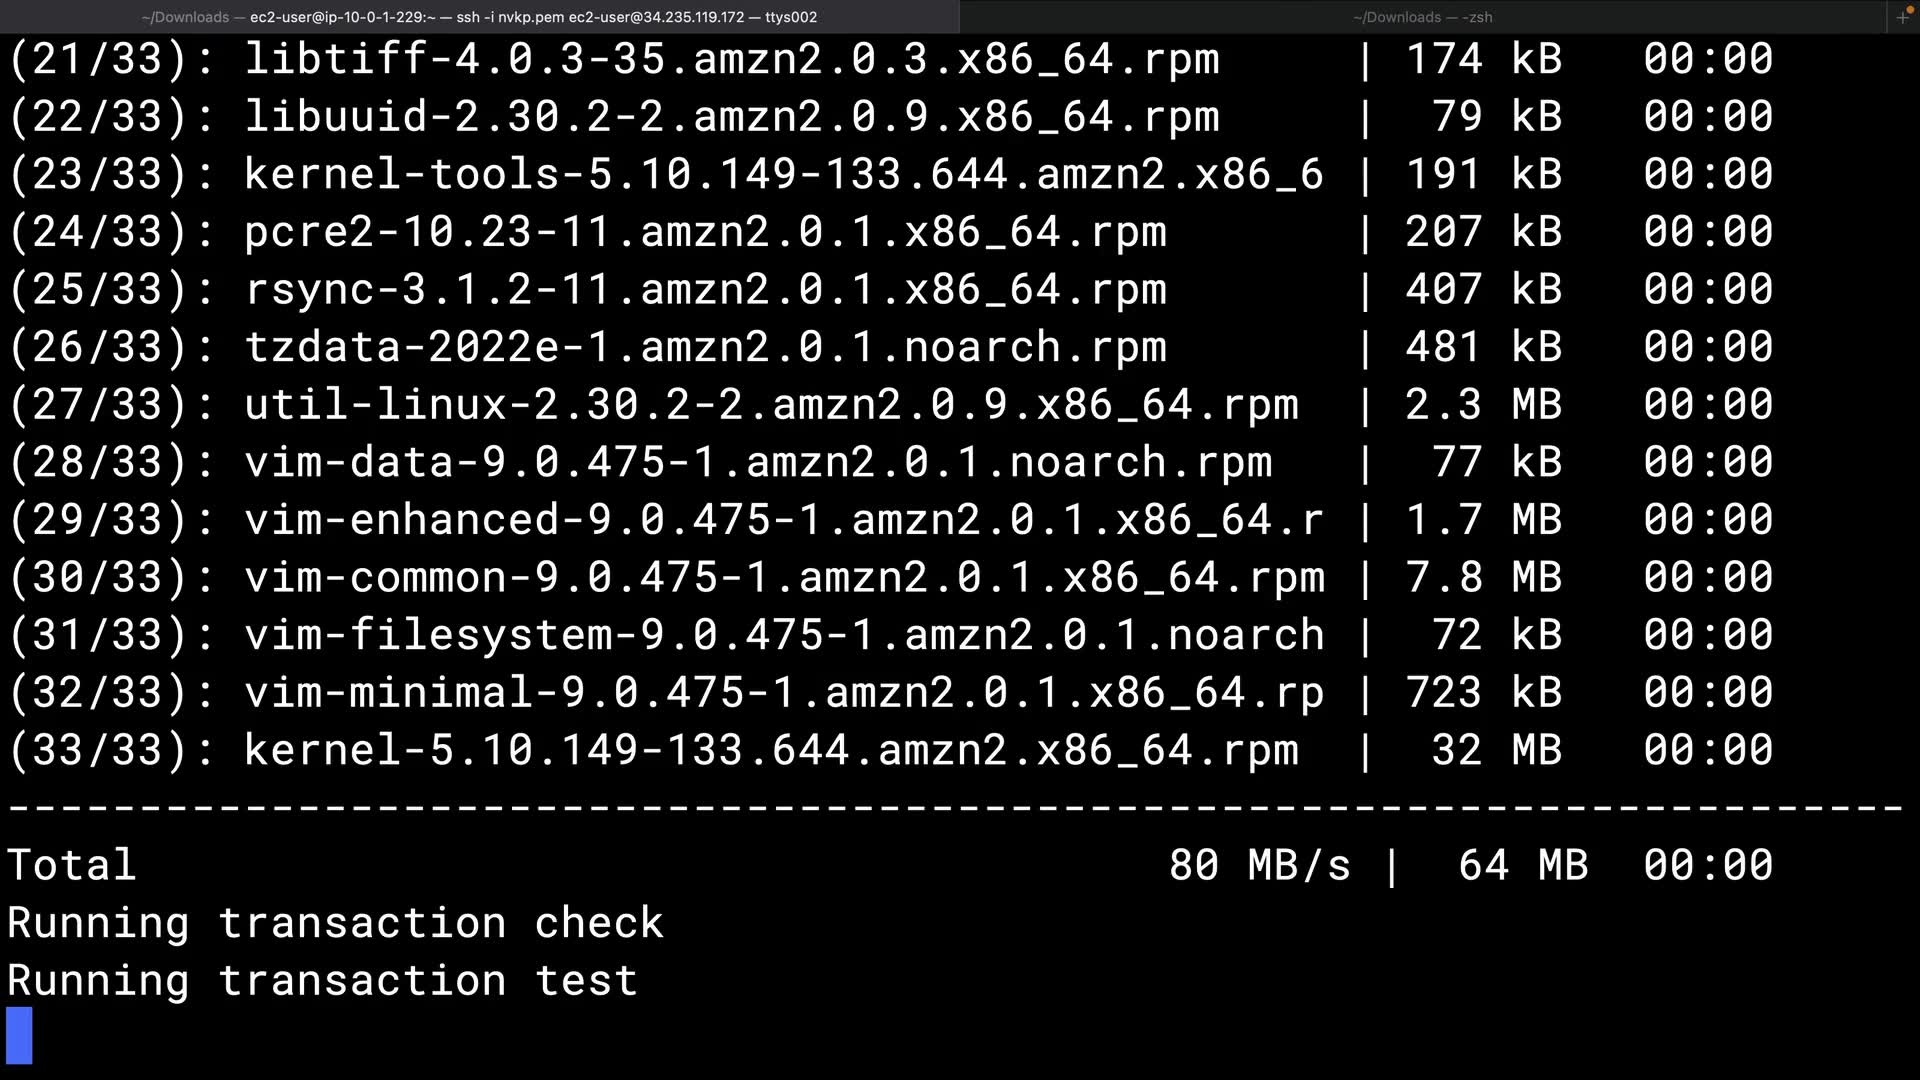 ~/Downloads — ec2-user@ip-10-0-1-229:~ — ssh -i nvkp.pem ec2-user@34.235.119.172 — ttys002
~/Downloads — -zsh
(21/33): libtiff-4.0.3-35.amzn2.0.3.x86_64.rpm | 174 kB 00:00
(22/33): libuuid-2.30.2-2.amzn2.0.9.x86_64.rpm | 79 kB 00:00
(23/33): kernel-tools-5.10.149-133.644.amzn2.x86_6 | 191 kB 00:00
(24/33): pcre2-10.23-11.amzn2.0.1.x86_64.rpm | 207 kB 00:00
(25/33): rsync-3.1.2-11.amzn2.0.1.x86_64.rpm | 407 kB 00:00
(26/33): tzdata-2022e-1.amzn2.0.1.noarch.rpm | 481 kB 00:00
(27/33): util-linux-2.30.2-2.amzn2.0.9.x86_64.rpm | 2.3 MB 00:00
(28/33): vim-data-9.0.475-1.amzn2.0.1.noarch.rpm | 77 kB 00:00
(29/33): vim-enhanced-9.0.475-1.amzn2.0.1.x86_64.r | 1.7 MB 00:00
(30/33): vim-common-9.0.475-1.amzn2.0.1.x86_64.rpm | 7.8 MB 00:00
(31/33): vim-filesystem-9.0.475-1.amzn2.0.1.noarch | 72 kB 00:00
(32/33): vim-minimal-9.0.475-1.amzn2.0.1.x86_64.rp | 723 kB 00:00
(33/33): kernel-5.10.149-133.644.amzn2.x86_64.rpm | 32 MB 00:00
------------------------------------------------------------------------
Total 80 MB/s | 64 MB 00:00
Running transaction check
Running transaction test